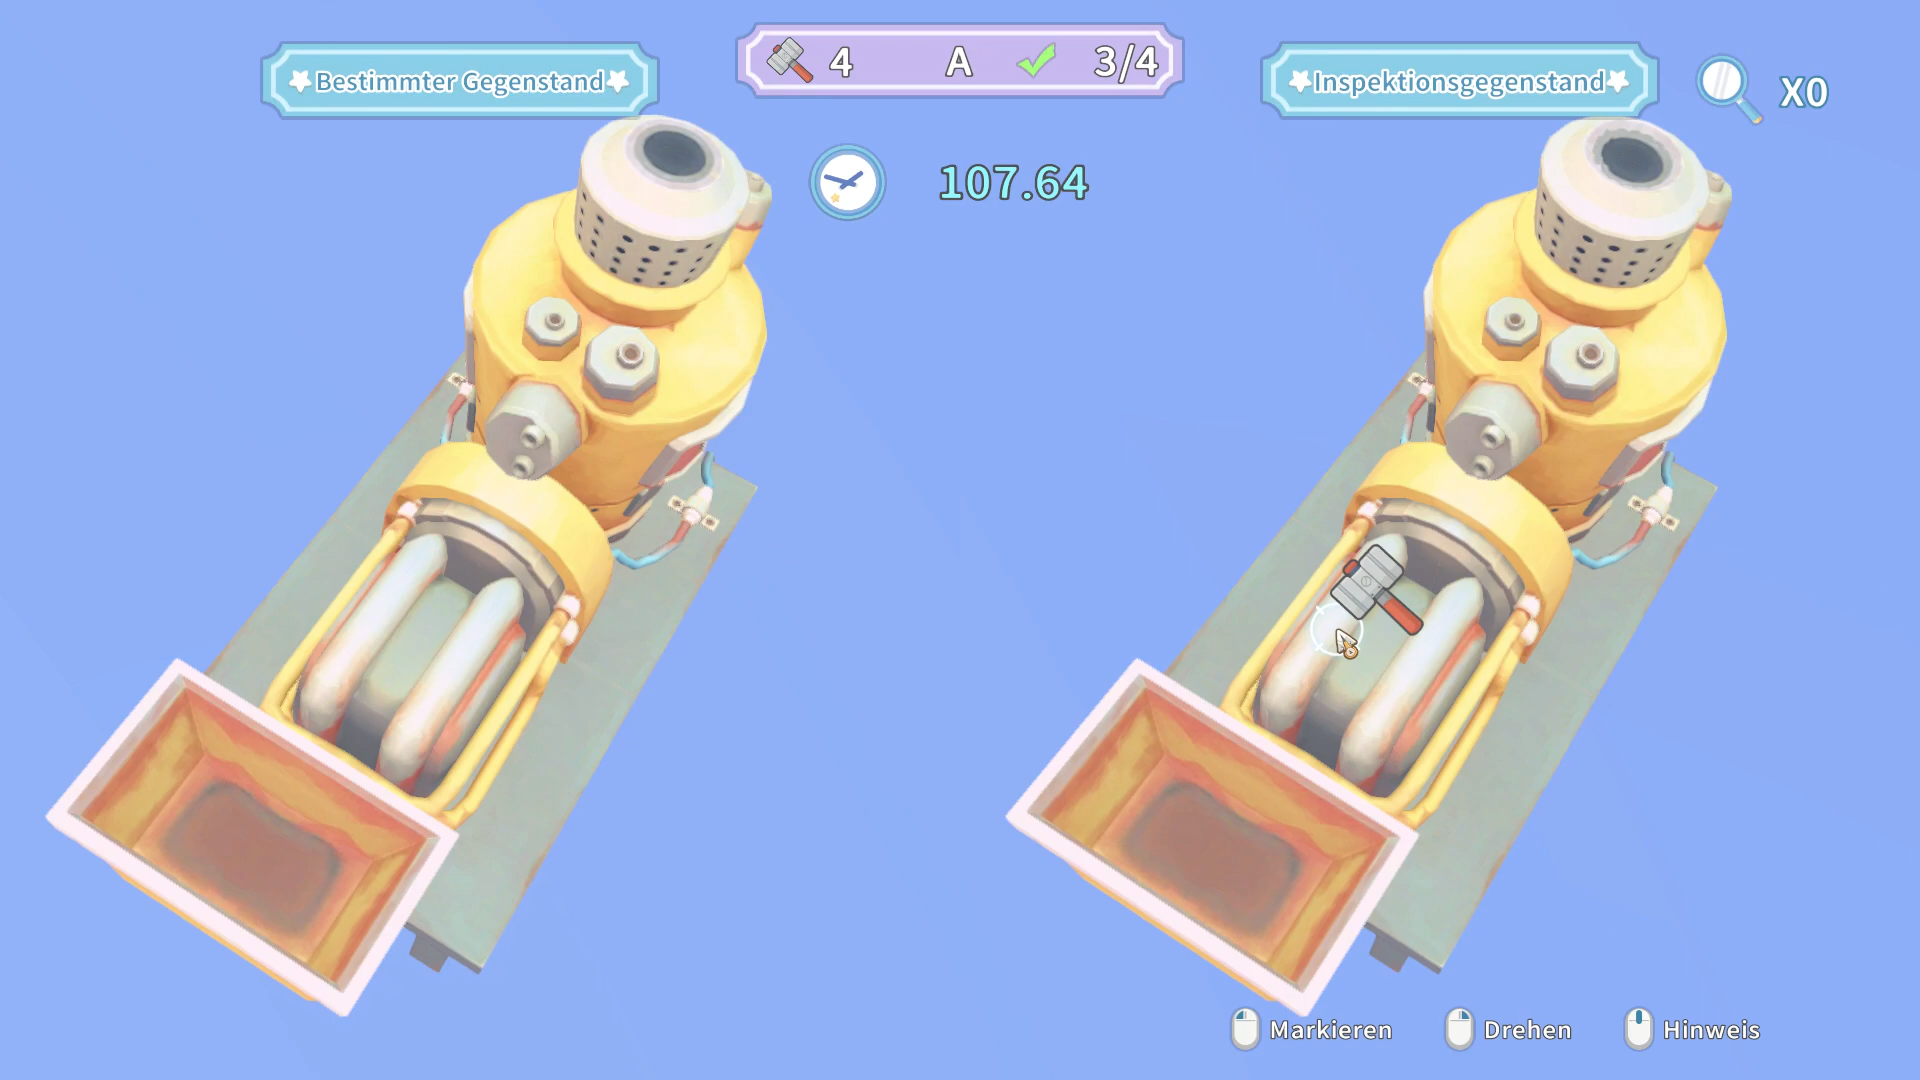 Bestimmter Gegenstand
4 A 3/4
Inspektionsgegenstand
X0
107.64
Markieren
Drehen
Hinweis